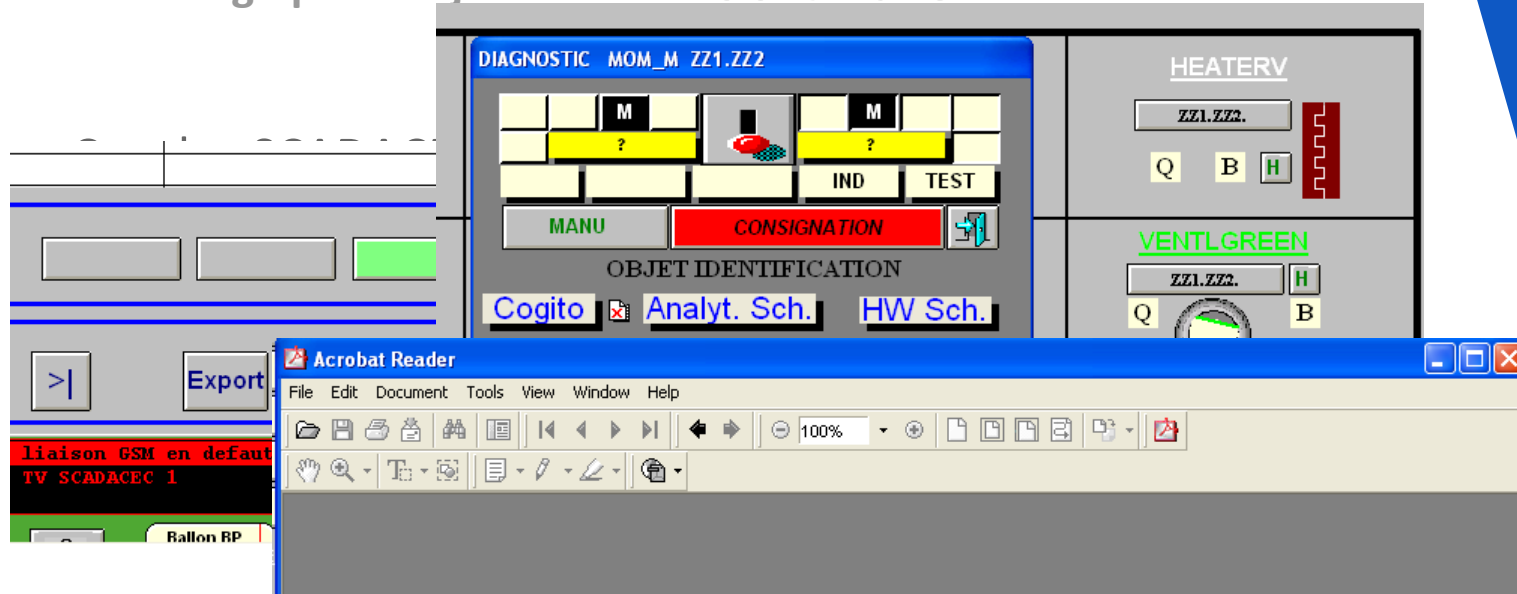 DIAGNOSTIC MOM_M ZZ1.ZZ2
M M
? ?
IND TEST
MANU CONSIGNATION
OBJET IDENTIFICATION
Cogito Analyt. Sch. HW Sch.
HEATERV
ZZ1.ZZ2.
Q B H
VENTLGREEN
ZZ1.ZZ2. H
Q B
>| Export
liaison GSM en defaut
TV SCADACEC 1
Ballon BP
Acrobat Reader
File Edit Document Tools View Window Help
100%